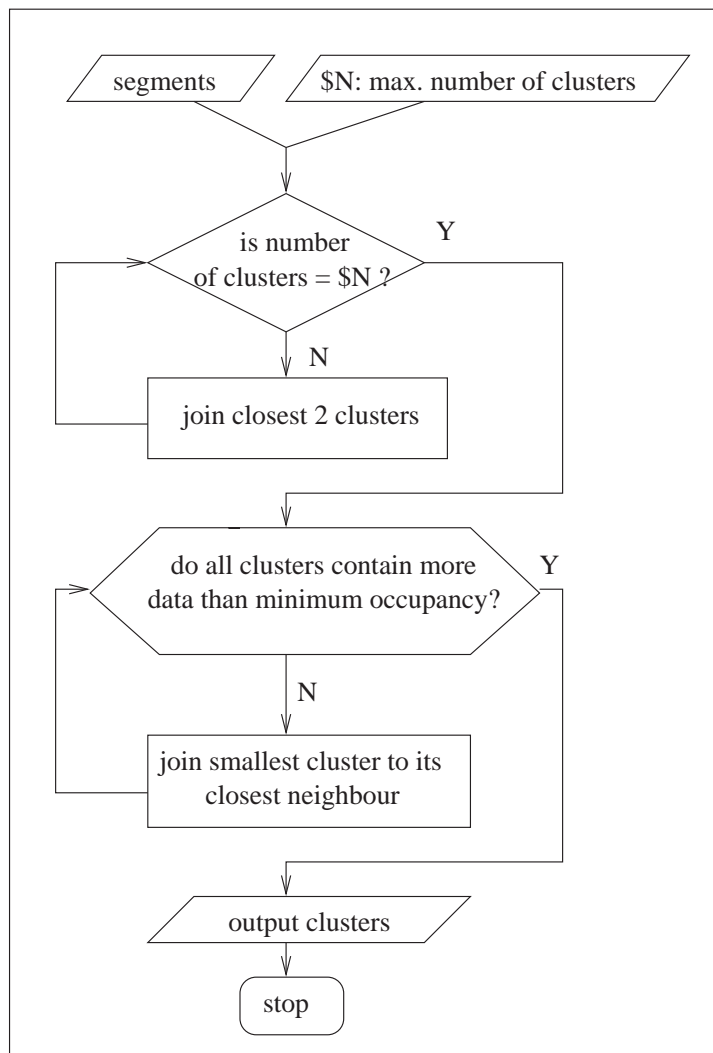 segments
$N: max. number of clusters
is number
of clusters = $N ?
Y
N
join closest 2 clusters
do all clusters contain more
data than minimum occupancy?
Y
N
join smallest cluster to its
closest neighbour
output clusters
stop